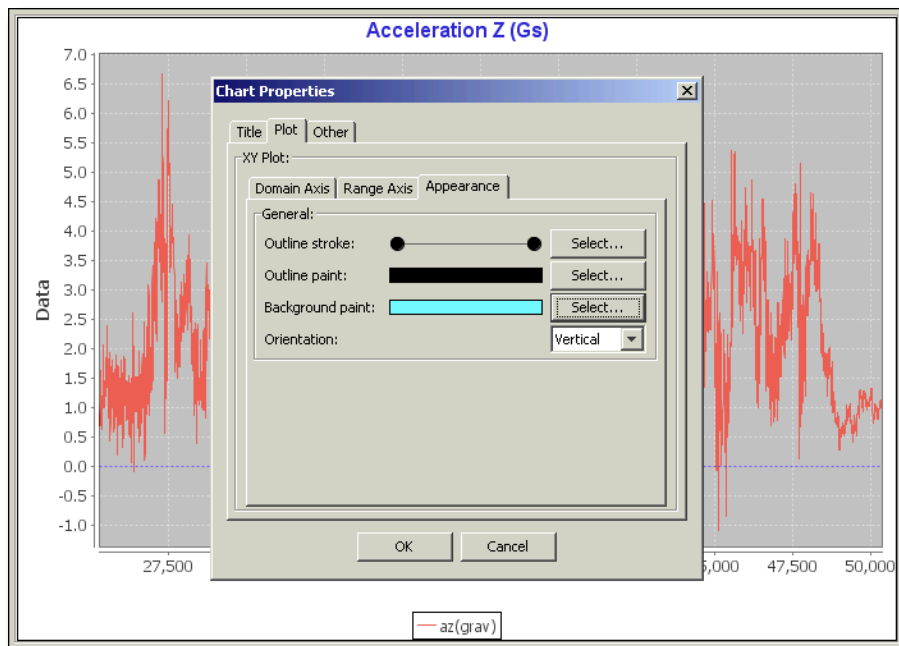 Acceleration Z (Gs)
7.0
6.5
6.0
5.5
5.0
4.5
4.0
3.5
3.0
2.5
2.0
1.5
1.0
0.5
0.0
-0.5
-1.0
Data
Chart Properties
Title Plot Other
XY Plot:
Domain Axis Range Axis Appearance
General:
Outline stroke: Select...
Outline paint: Select...
Background paint: Select...
Orientation: Vertical
OK Cancel
27,500 5,000 47,500 50,000
az(grav)